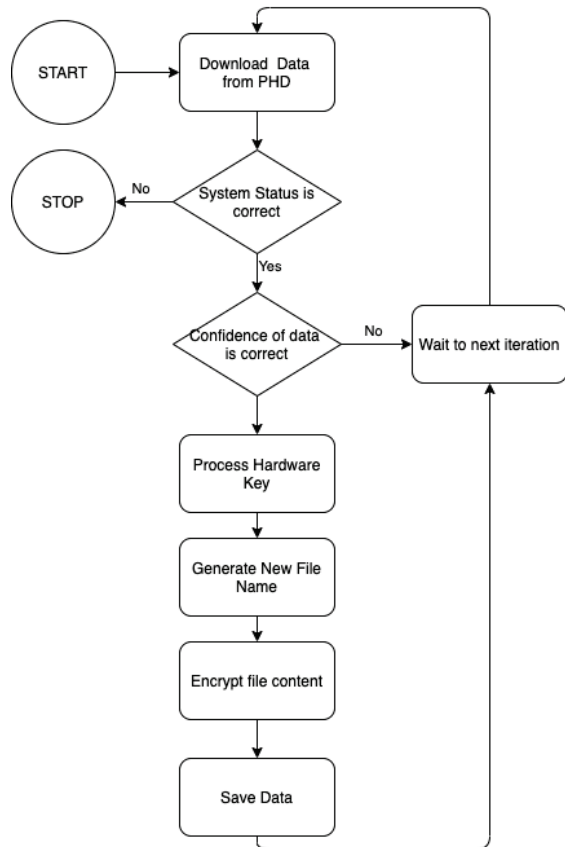 START
Download Data
from PHD
System Status is
correct
No
STOP
Yes
Confidence of data
is correct
No
Wait to next iteration
Process Hardware
Key
Generate New File
Name
Encrypt file content
Save Data